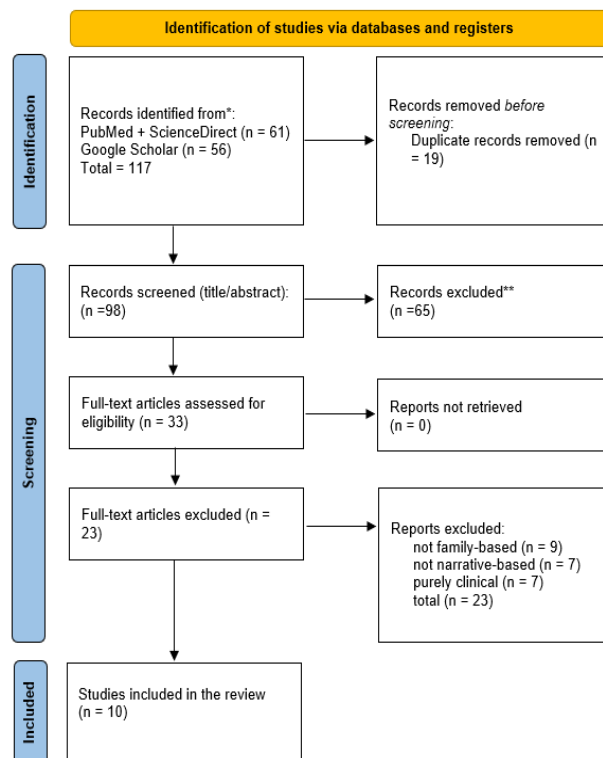 Identification of studies via databases and registers
Identification
Records identified from*:
PubMed + ScienceDirect (n = 61)
Google Scholar (n = 56)
Total = 117
Records removed before
screening:
Duplicate records removed (n
= 19)
Screening
Records screened (title/abstract):
(n =98)
Records excluded**
(n =65)
Full-text articles assessed for
eligibility (n = 33)
Reports not retrieved
(n = 0)
Full-text articles excluded (n =
23)
Reports excluded:
not family-based (n = 9)
not narrative-based (n = 7)
purely clinical (n = 7)
total (n = 23)
Included
Studies included in the review
(n = 10)